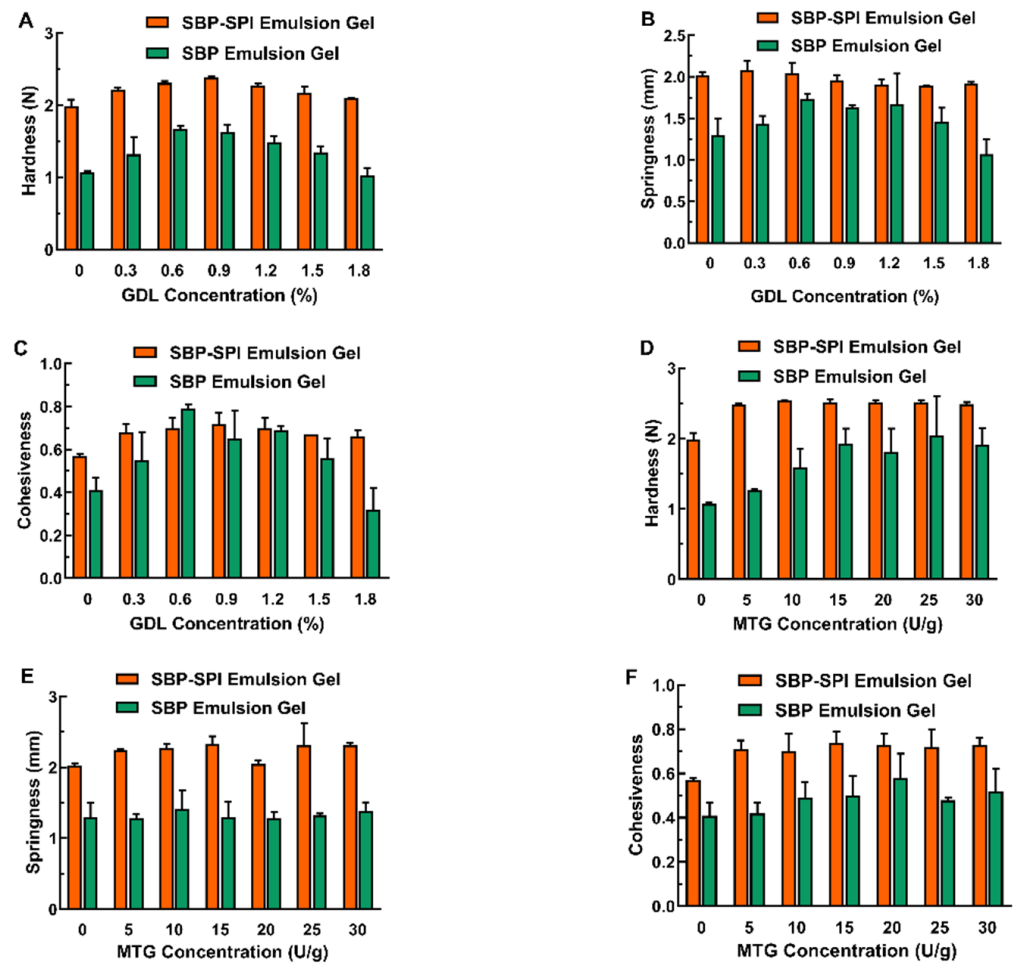 A
SBP-SPI Emulsion Gel
SBP Emulsion Gel
Hardness (N)
3
2
1
0
0 0.3 0.6 0.9 1.2 1.5 1.8
GDL Concentration (%)
B
SBP-SPI Emulsion Gel
SBP Emulsion Gel
Springness (mm)
2.5
2.0
1.5
1.0
0.5
0.0
0 0.3 0.6 0.9 1.2 1.5 1.8
GDL Concentration (%)
C
SBP-SPI Emulsion Gel
SBP Emulsion Gel
Cohesiveness
1.0
0.8
0.6
0.4
0.2
0.0
0 0.3 0.6 0.9 1.2 1.5 1.8
GDL Concentration (%)
D
SBP-SPI Emulsion Gel
SBP Emulsion Gel
Hardness (N)
3
2
1
0
0 5 10 15 20 25 30
MTG Concentration (U/g)
E
SBP-SPI Emulsion Gel
SBP Emulsion Gel
Springness (mm)
3
2
1
0
0 5 10 15 20 25 30
MTG Concentration (U/g)
F
SBP-SPI Emulsion Gel
SBP Emulsion Gel
Cohesiveness
1.0
0.8
0.6
0.4
0.2
0.0
0 5 10 15 20 25 30
MTG Concentration (U/g)